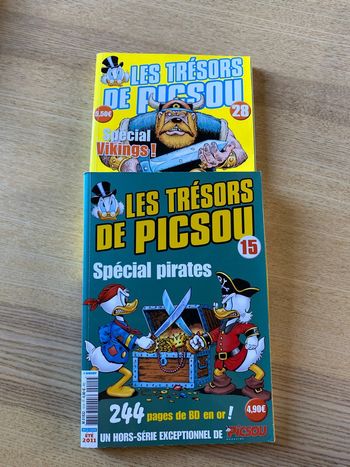 LES TRÉSORS
DE PICSOU
28
5,50€
Spécial
Vikings !
LES TRÉSORS
DE PICSOU
15
Spécial pirates
244 pages de BD en or !
4,90€
ÉTÉ
2011
UN HORS-SÉRIE EXCEPTIONNEL DE PICSOU